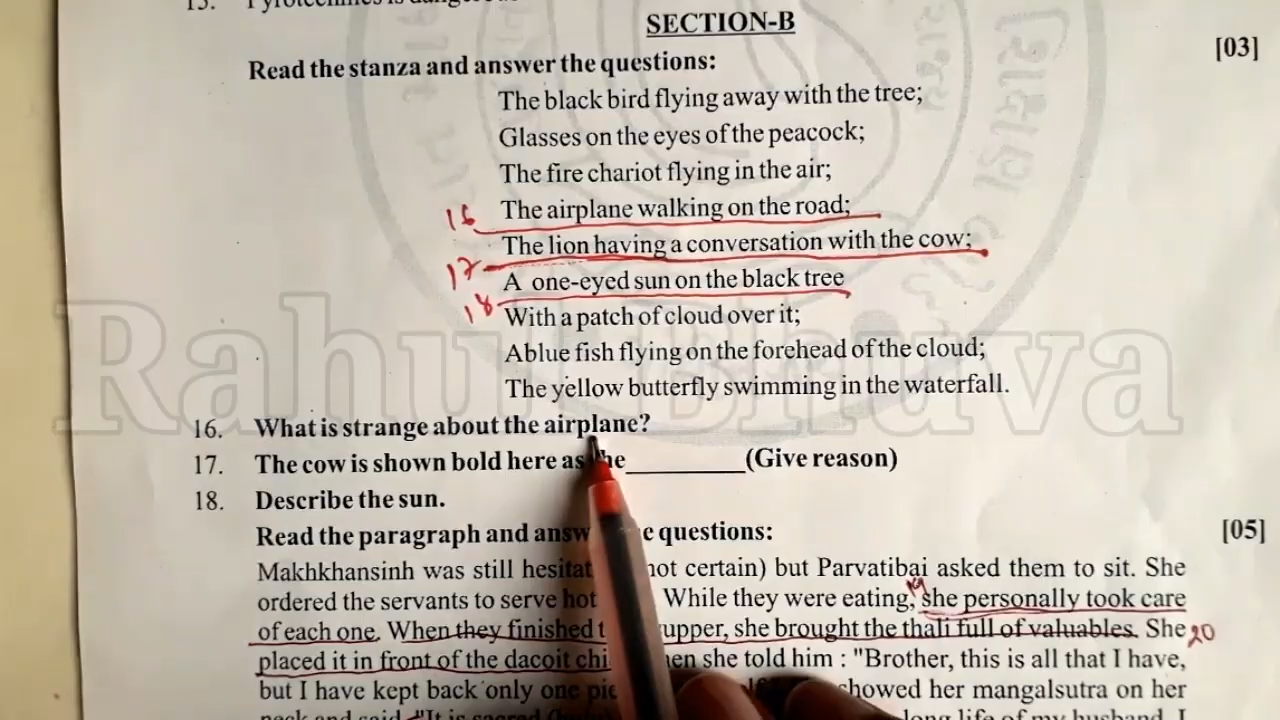 SECTION-B
[03]
Read the stanza and answer the questions:
The black bird flying away with the tree;
Glasses on the eyes of the peacock;
The fire chariot flying in the air;
16 The airplane walking on the road;
The lion having a conversation with the cow;
17 A one-eyed sun on the black tree
18 With a patch of cloud over it;
Ablue fish flying on the forehead of the cloud;
The yellow butterfly swimming in the waterfall.
Rahul Bhuva
16. What is strange about the airplane?
17. The cow is shown bold here as the ________ (Give reason)
18. Describe the sun.
Read the paragraph and questions: [05]
Makhkhansinh was still not certain) but Parvatibai asked them to sit. She
ordered the servants to serve hot While they were eating, she personally took care
of each one. When they finished she brought the thali full of valuables. She 20
placed it in front of the dacoit she told him : "Brother, this is all that I have,
but I have kept back only one showed her mangalsutra on her
long life of my husband. I